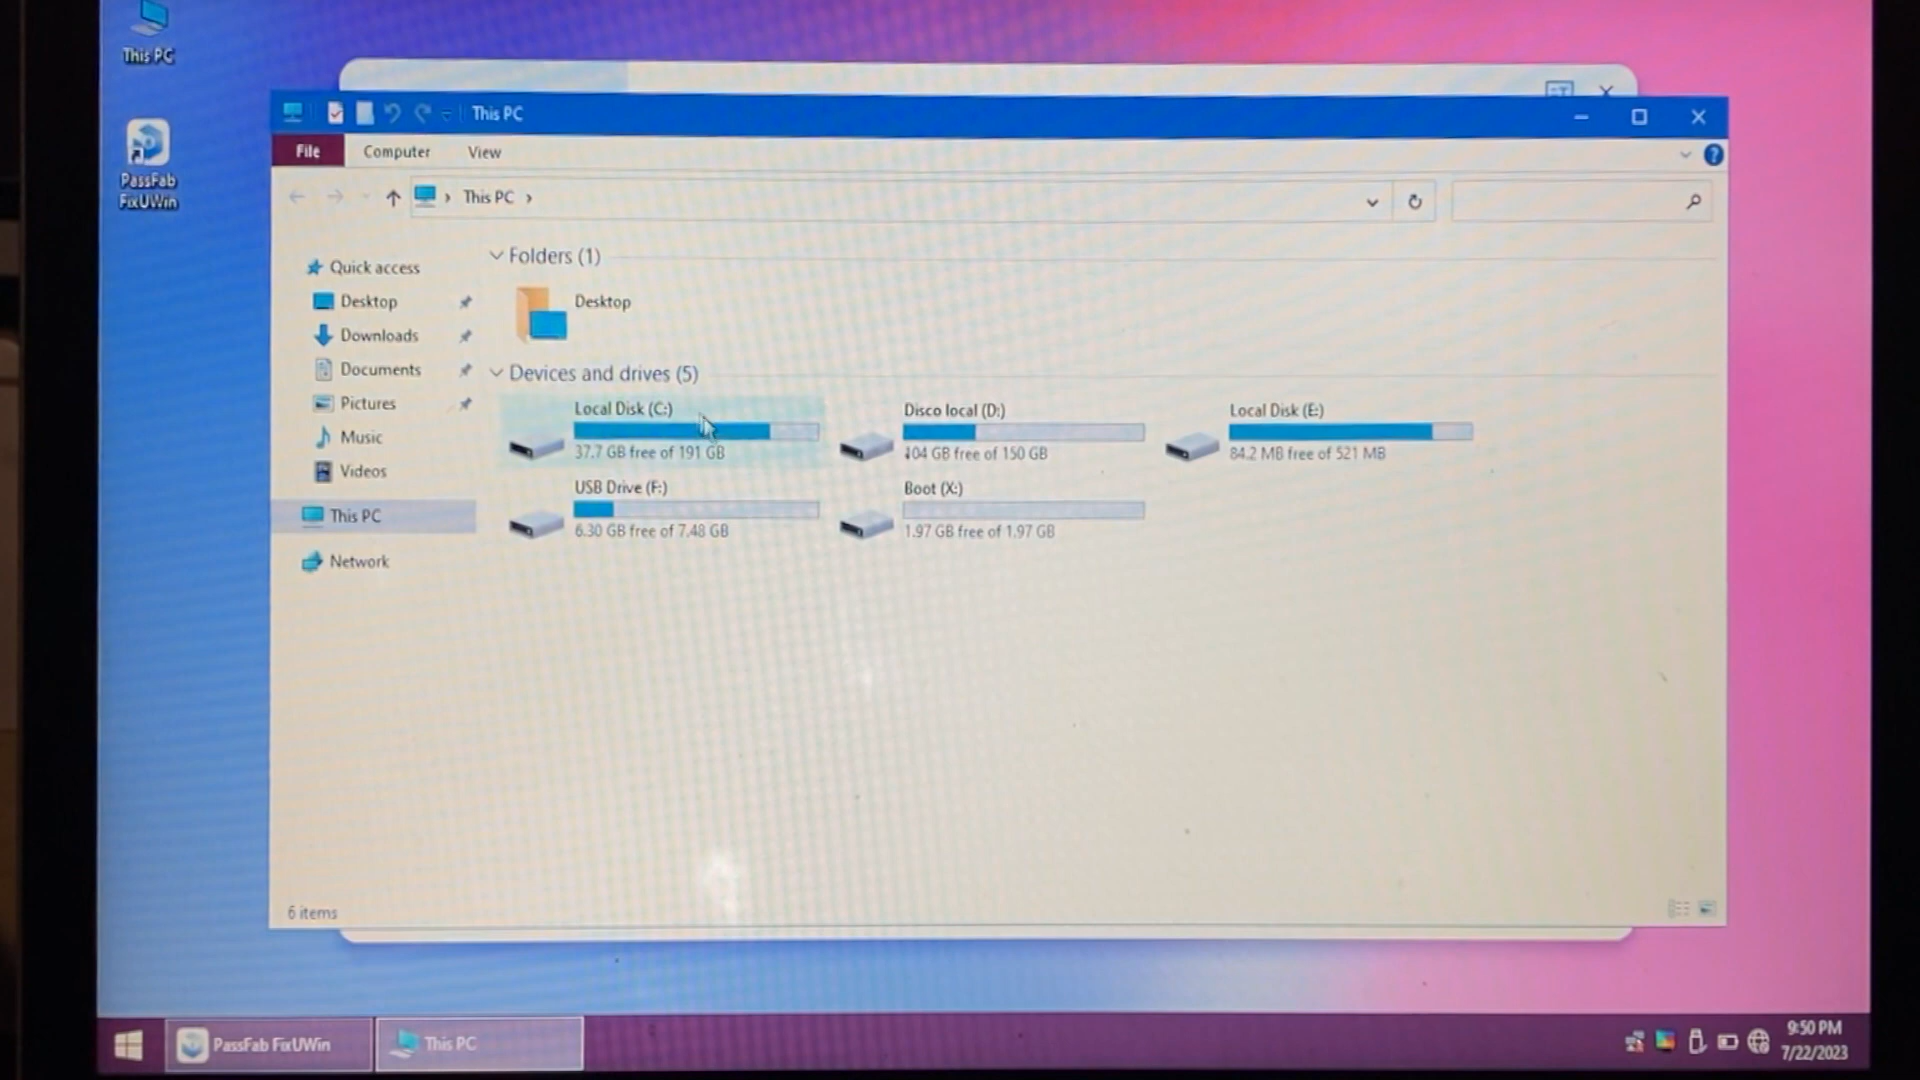 This PC
PassFab
FixUWin
This PC
File
Computer
View
This PC
Quick access
Desktop
Downloads
Documents
Pictures
Music
Videos
This PC
Network
Folders (1)
Desktop
Devices and drives (5)
Local Disk (C:)
37.7 GB free of 191 GB
Disco local (D:)
104 GB free of 150 GB
Local Disk (E:)
84.2 MB free of 521 MB
USB Drive (F:)
6.30 GB free of 7.48 GB
Boot (X:)
1.97 GB free of 1.97 GB
6 items
PassFab FixUWin
This PC
9:50 PM
7/22/2023